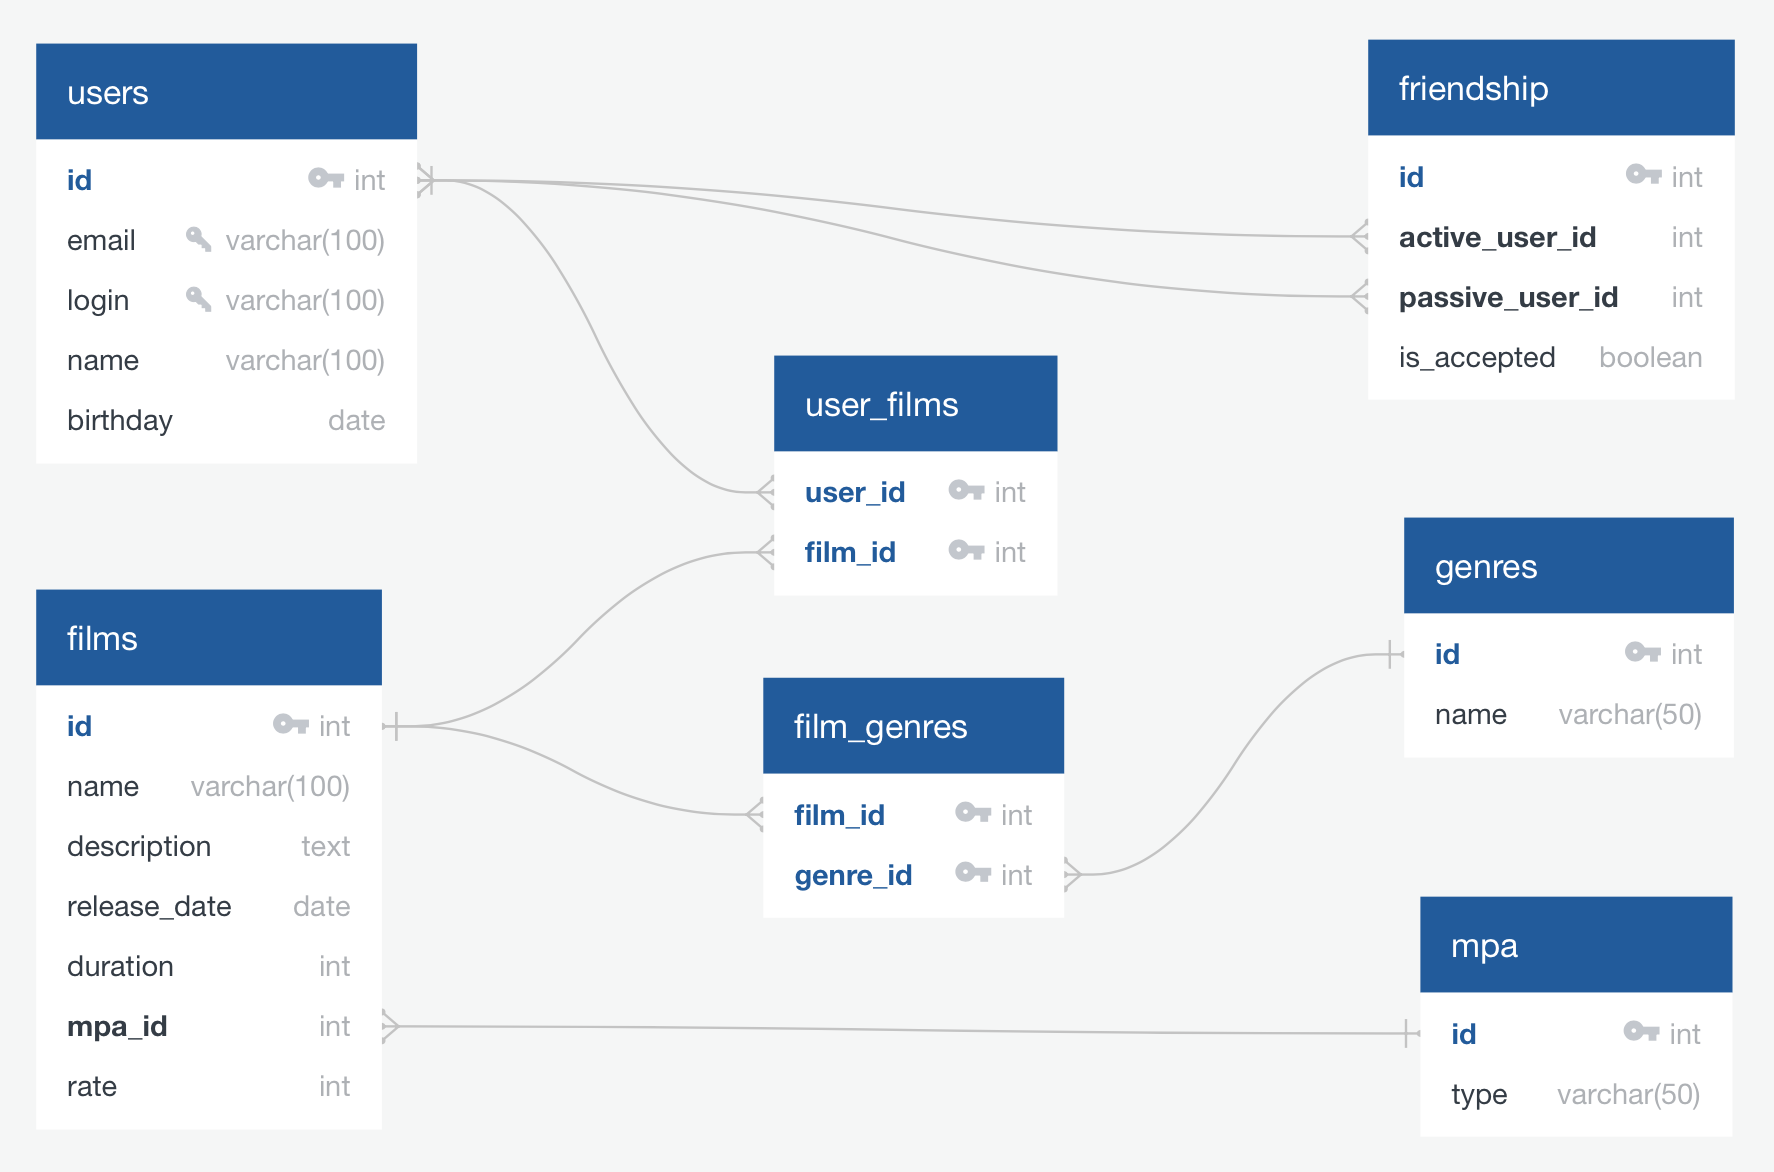 users
id int
email varchar(100)
login varchar(100)
name varchar(100)
birthday date
friendship
id int
active_user_id int
passive_user_id int
is_accepted boolean
user_films
user_id int
film_id int
films
id int
name varchar(100)
description text
release_date date
duration int
mpa_id int
rate int
film_genres
film_id int
genre_id int
genres
id int
name varchar(50)
mpa
id int
type varchar(50)